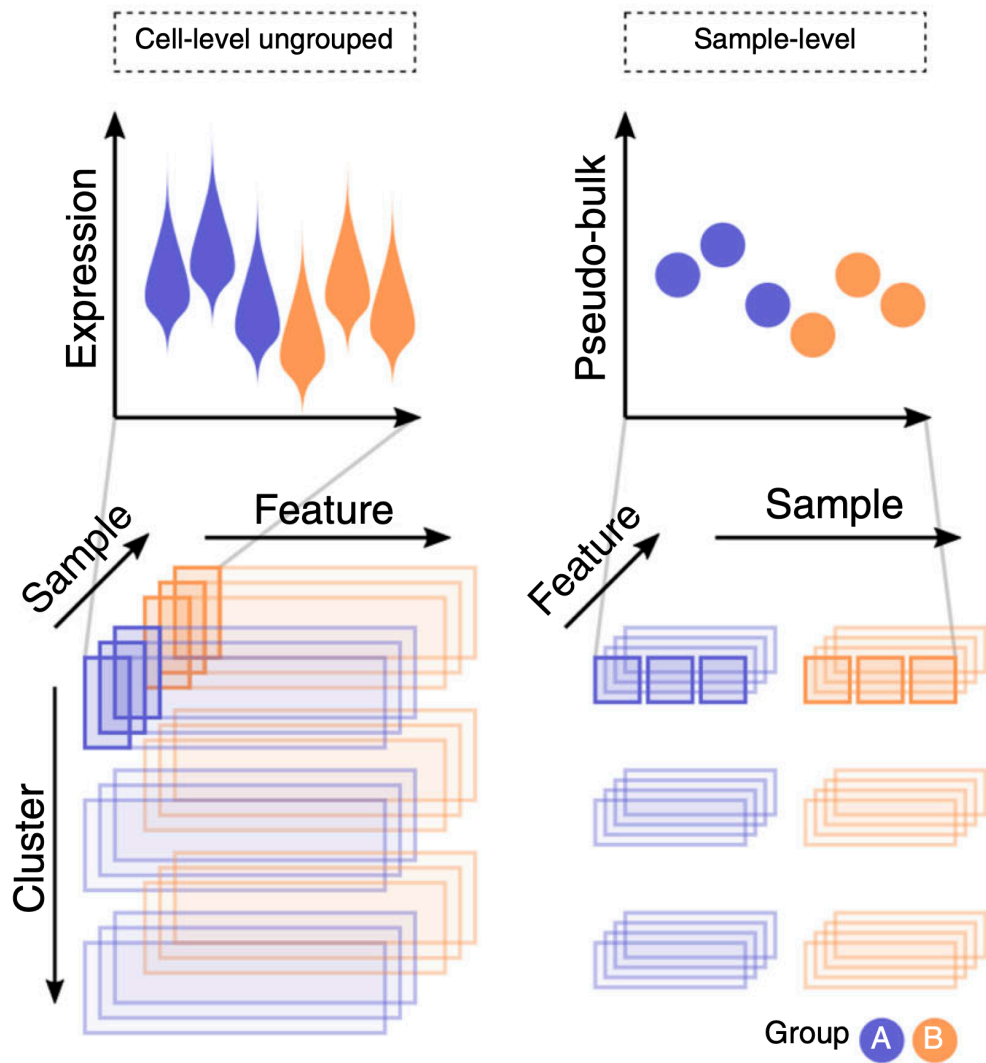 Cell-level ungrouped
Sample-level
Expression
Pseudo-bulk
Sample
Feature
Feature
Sample
Cluster
Group A B